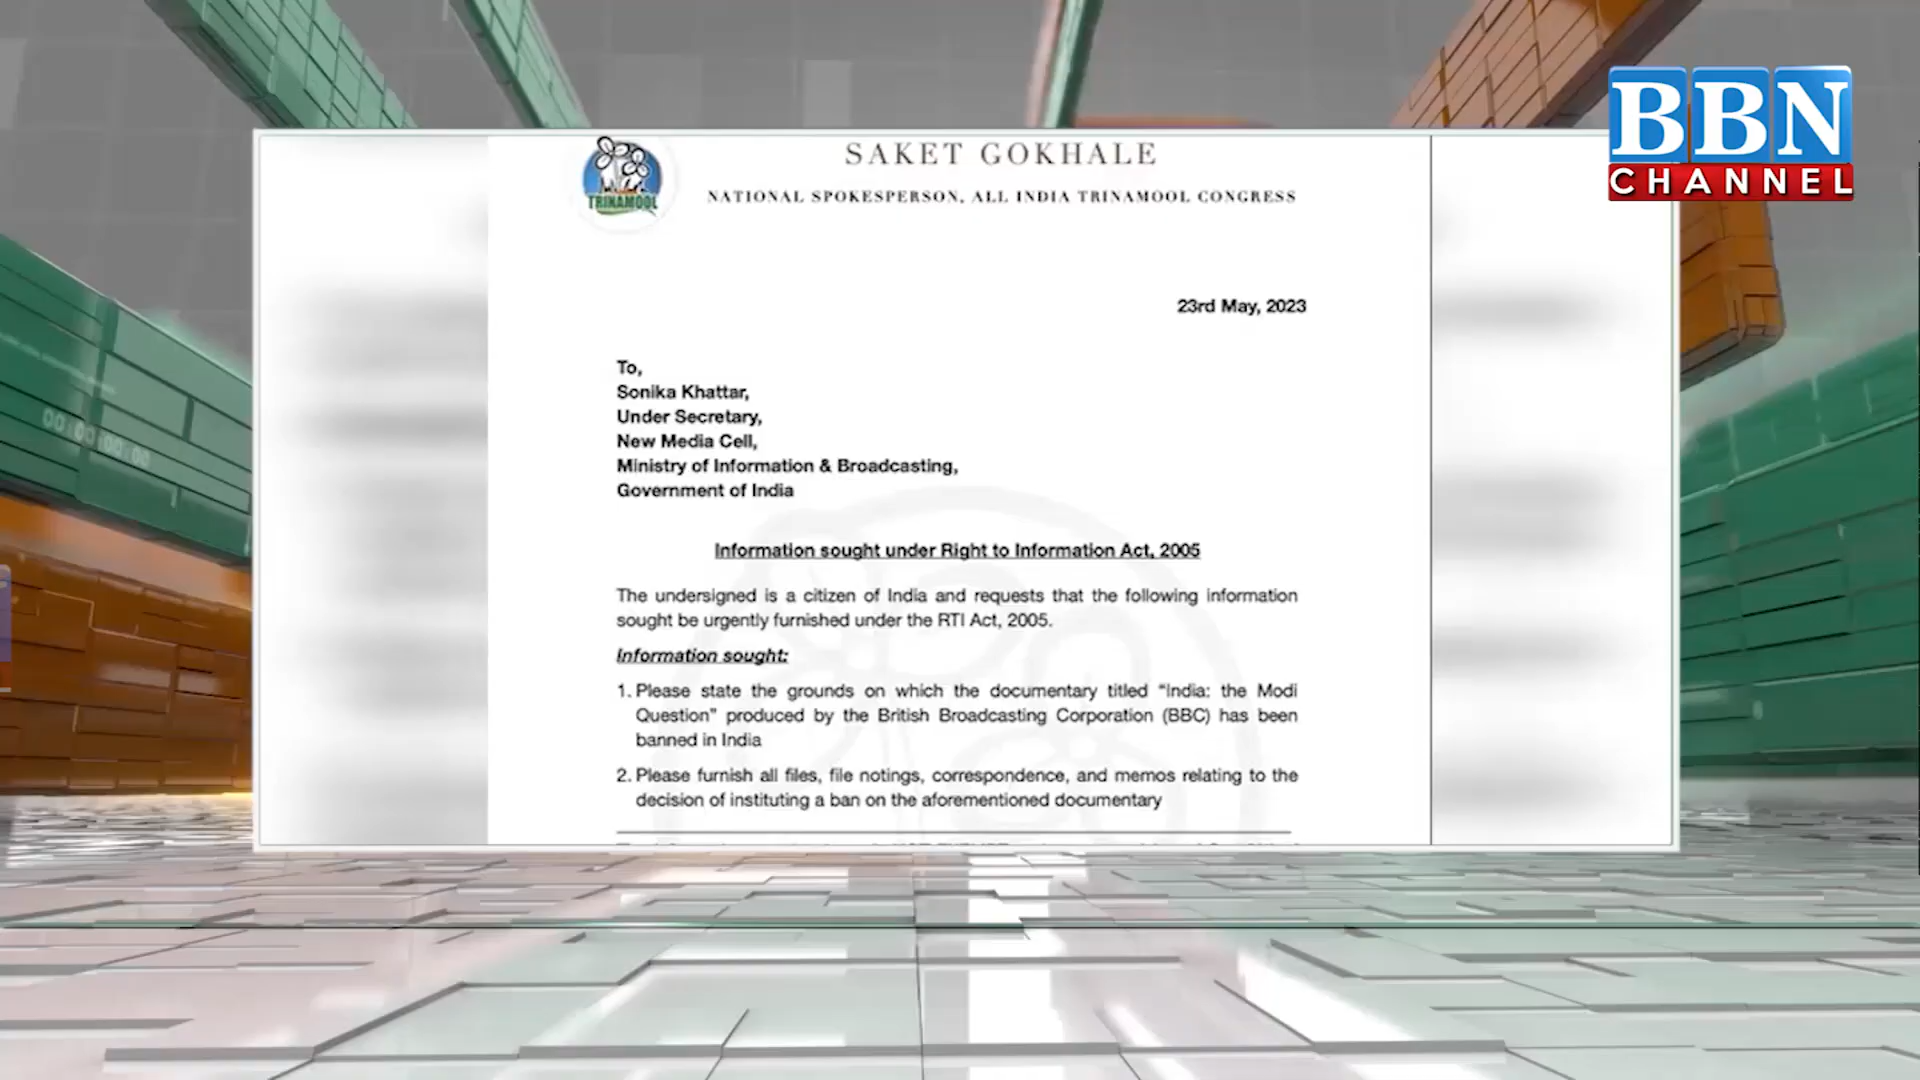 BBN
CHANNEL
SAKET GOKHALE
TRINAMOOL
NATIONAL SPOKESPERSON, ALL INDIA TRINAMOOL CONGRESS
23rd May, 2023
To,
Sonika Khattar,
Under Secretary,
New Media Cell,
Ministry of Information & Broadcasting,
Government of India
Information sought under Right to Information Act, 2005
The undersigned is a citizen of India and requests that the following information
sought be urgently furnished under the RTI Act, 2005.
Information sought:
1. Please state the grounds on which the documentary titled “India: the Modi
Question” produced by the British Broadcasting Corporation (BBC) has been
banned in India
2. Please furnish all files, file notings, correspondence, and memos relating to the
decision of instituting a ban on the aforementioned documentary
00:00:00:00